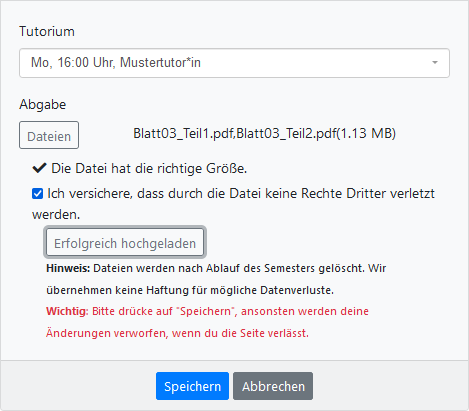 Tutorium
Mo, 16:00 Uhr, Mustertutor*in
Abgabe
Dateien
Blatt03_Teil1.pdf,Blatt03_Teil2.pdf(1.13 MB)
Die Datei hat die richtige Größe.
Ich versichere, dass durch die Datei keine Rechte Dritter verletzt
werden.
Erfolgreich hochgeladen
Hinweis: Dateien werden nach Ablauf des Semesters gelöscht. Wir
übernehmen keine Haftung für mögliche Datenverluste.
Wichtig: Bitte drücke auf "Speichern", ansonsten werden deine
Änderungen verworfen, wenn du die Seite verlässt.
Speichern
Abbrechen